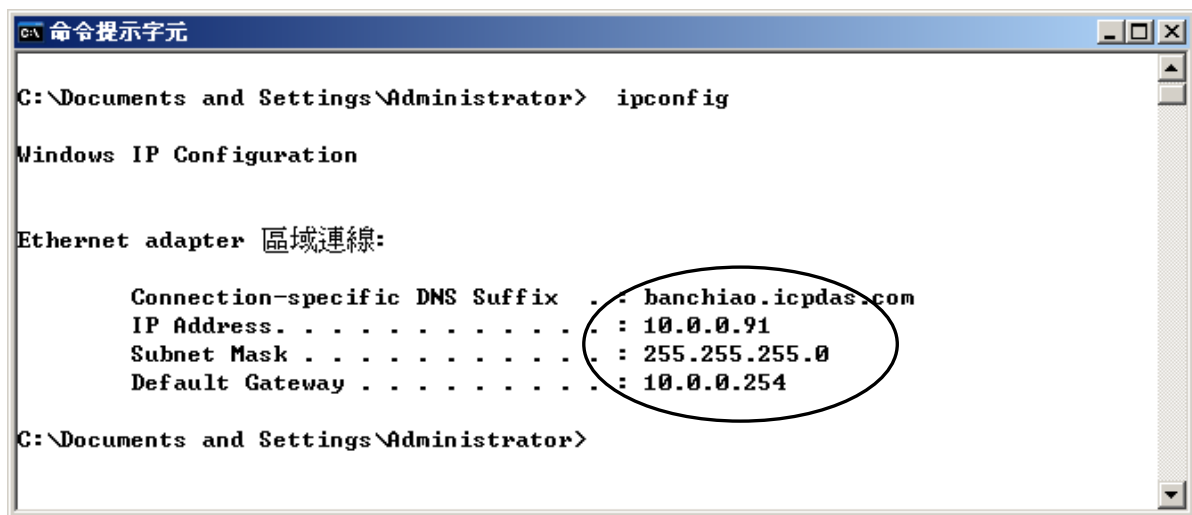 命令提示字元
C:\Documents and Settings\Administrator>  ipconfig
Windows IP Configuration
Ethernet adapter 區域連線:
Connection-specific DNS Suffix  . : banchiao.icpdas.com
IP Address. . . . . . . . . . . . : 10.0.0.91
Subnet Mask . . . . . . . . . . . : 255.255.255.0
Default Gateway . . . . . . . . . : 10.0.0.254
C:\Documents and Settings\Administrator>